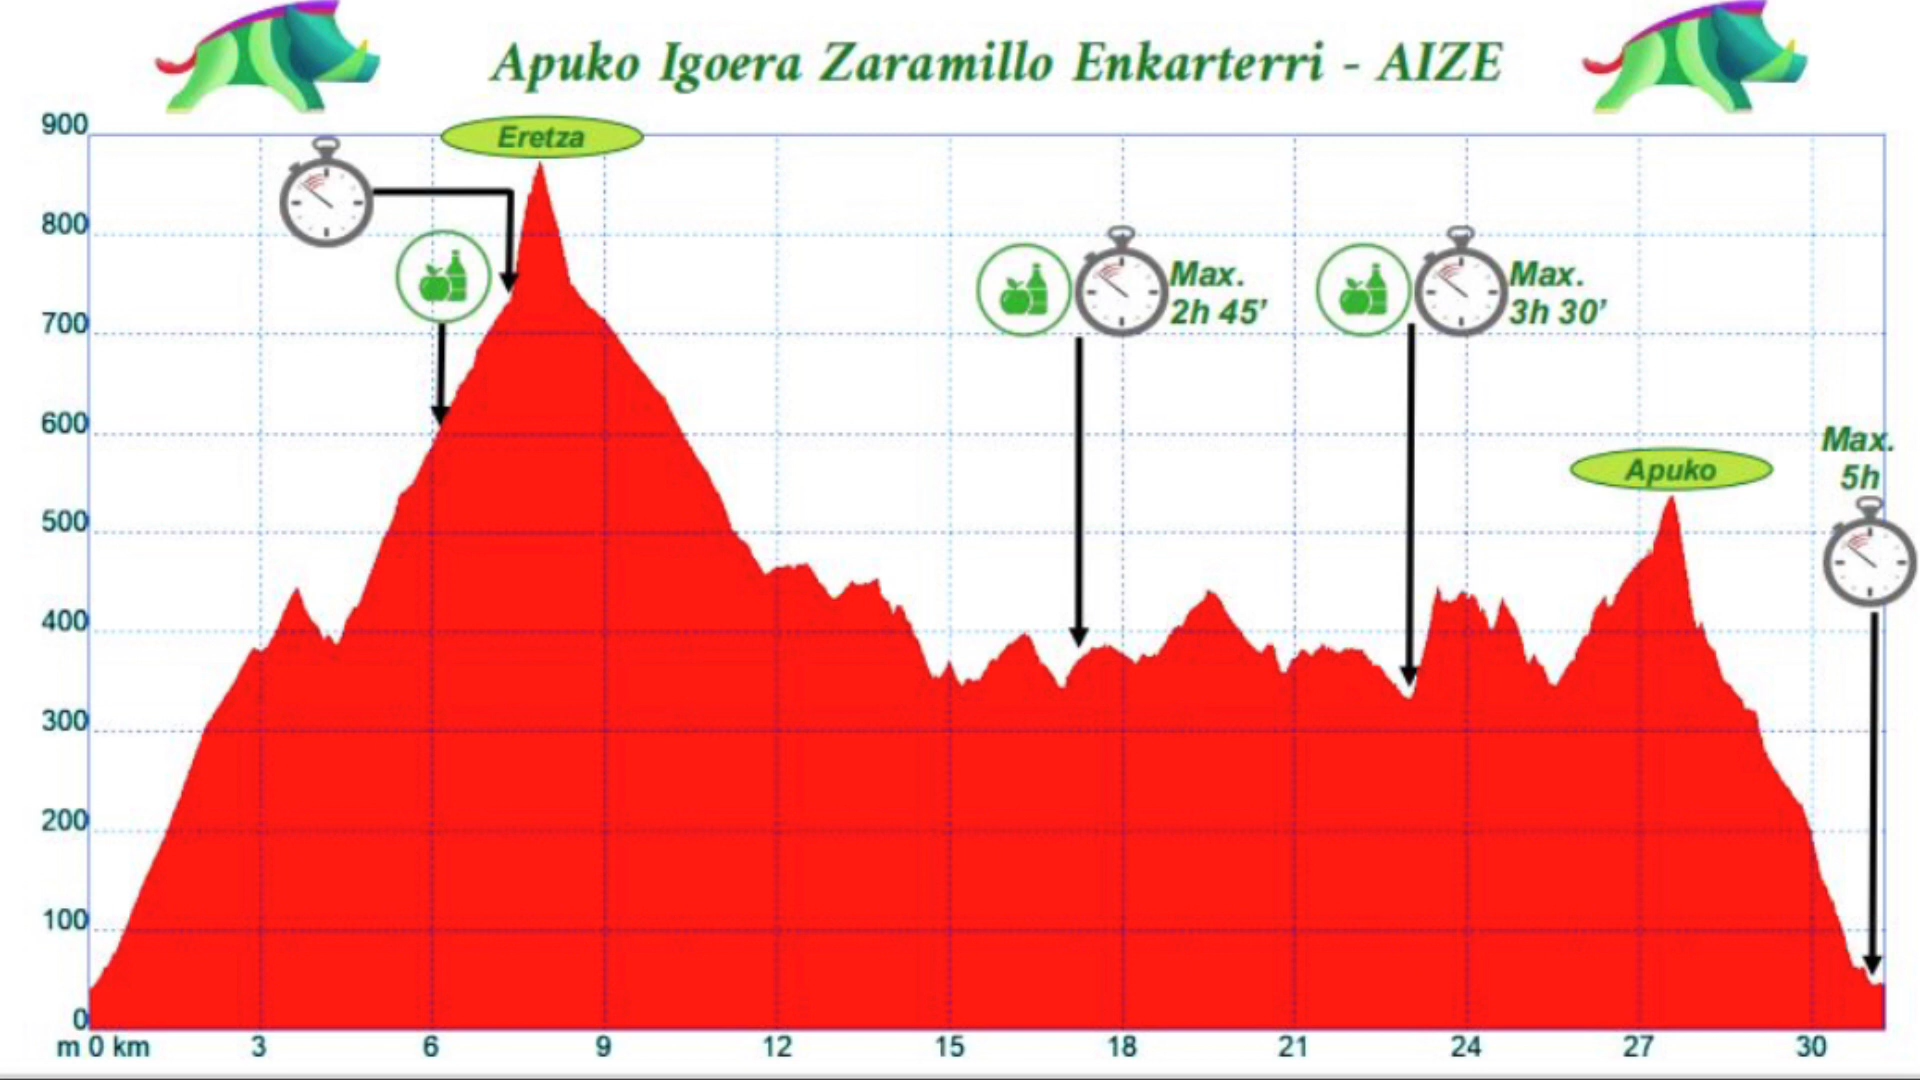 Apuko Igoera Zaramillo Enkarterri - AIZE
900
Eretza
800
Max.
2h 45’
Max.
3h 30’
700
600
Max.
5h
Apuko
500
400
300
200
100
0
m 0 km 3 6 9 12 15 18 21 24 27 30